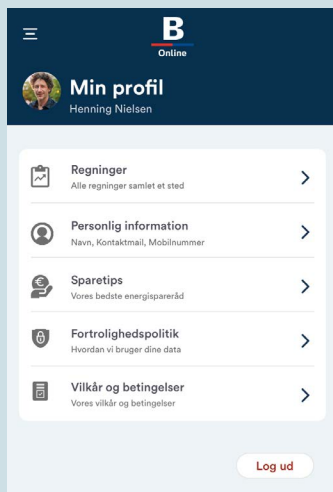 B
Online
Min profil
Henning Nielsen
Regninger
Alle regninger samlet et sted
Personlig information
Navn, Kontaktmail, Mobilnummer
Sparetips
Vores bedste energispareråd
Fortrolighedspolitik
Hvordan vi bruger dine data
Vilkår og betingelser
Vores vilkår og betingelser
Log ud